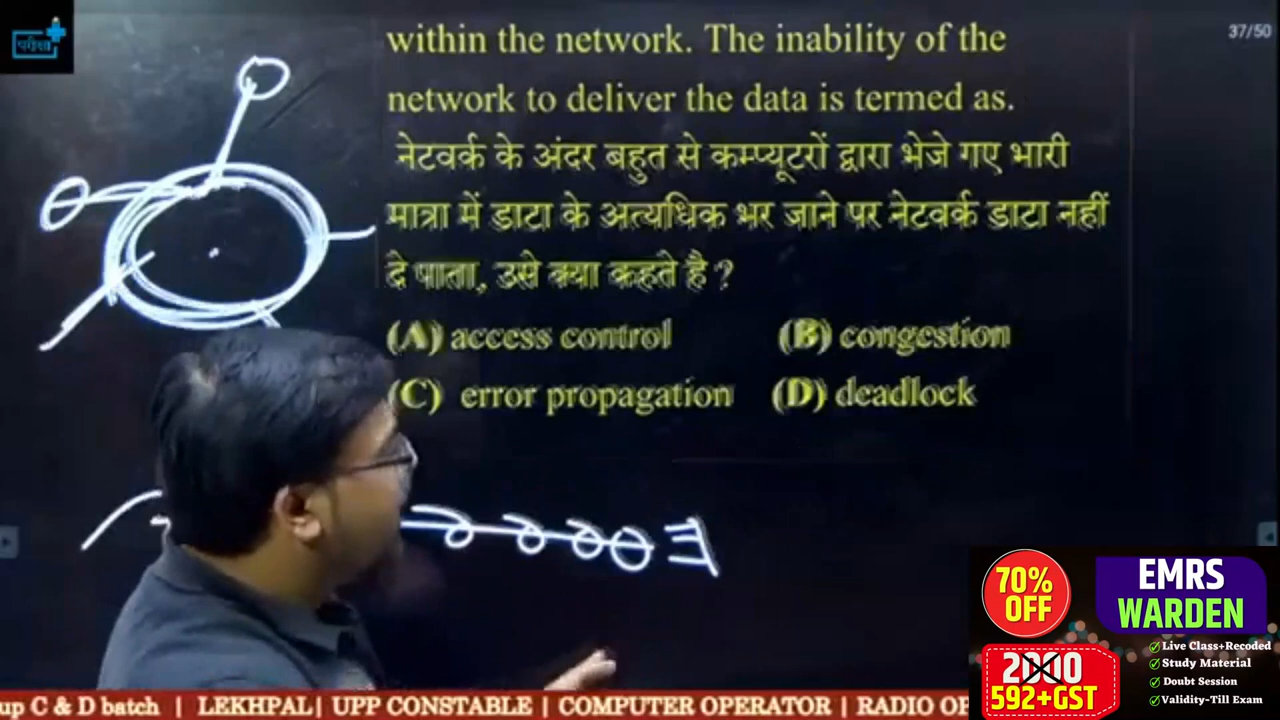 परीक्षा
37/50
within the network. The inability of the
network to deliver the data is termed as.
नेटवर्क के अंदर बहुत से कम्प्यूटरों द्वारा भेजे गए भारी
मात्रा में डाटा के अत्यधिक भर जाने पर नेटवर्क डाटा नहीं
दे पाता, उसे क्या कहते है ?
(A) access control (B) congestion
(C) error propagation (D) deadlock
70%
OFF
EMRS
WARDEN
2000
592+GST
Live Class+Recoded
Study Material
Doubt Session
Validity-Till Exam
up C & D batch | LEKHPAL| JPP CONSTABLE | COMPUTER OPERATOR | RADIO OP